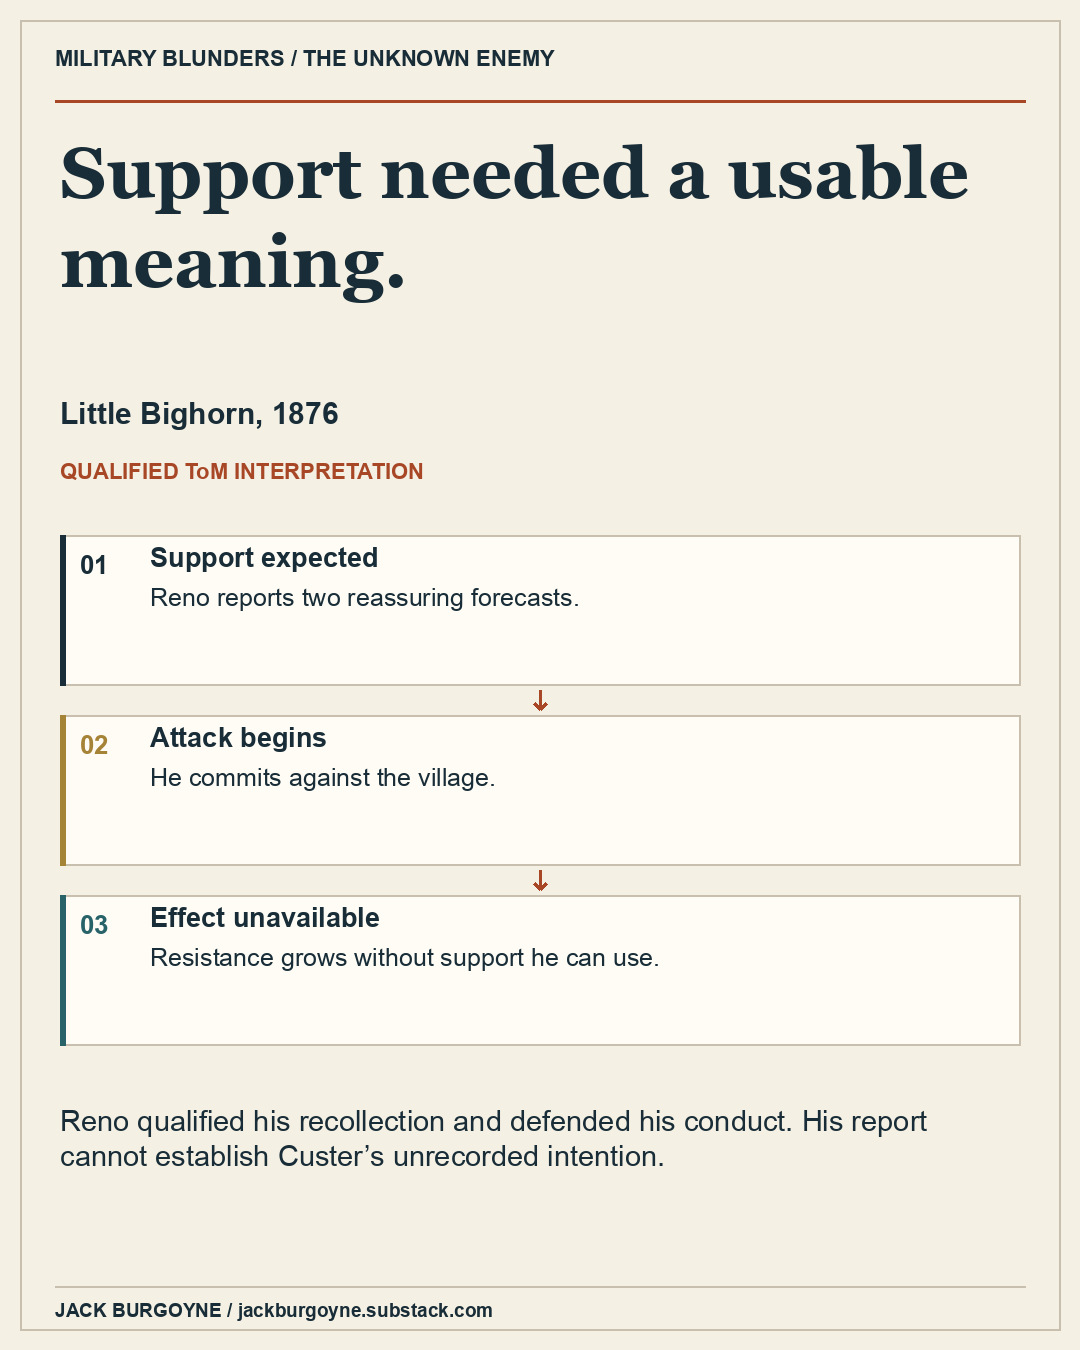 MILITARY BLUNDERS / THE UNKNOWN ENEMY
Support needed a usable
meaning.
Little Bighorn, 1876
QUALIFIED ToM INTERPRETATION
01
Support expected
Reno reports two reassuring forecasts.
02
Attack begins
He commits against the village.
03
Effect unavailable
Resistance grows without support he can use.
Reno qualified his recollection and defended his conduct. His report
cannot establish Custer’s unrecorded intention.
JACK BURGOYNE / jackburgoyne.substack.com